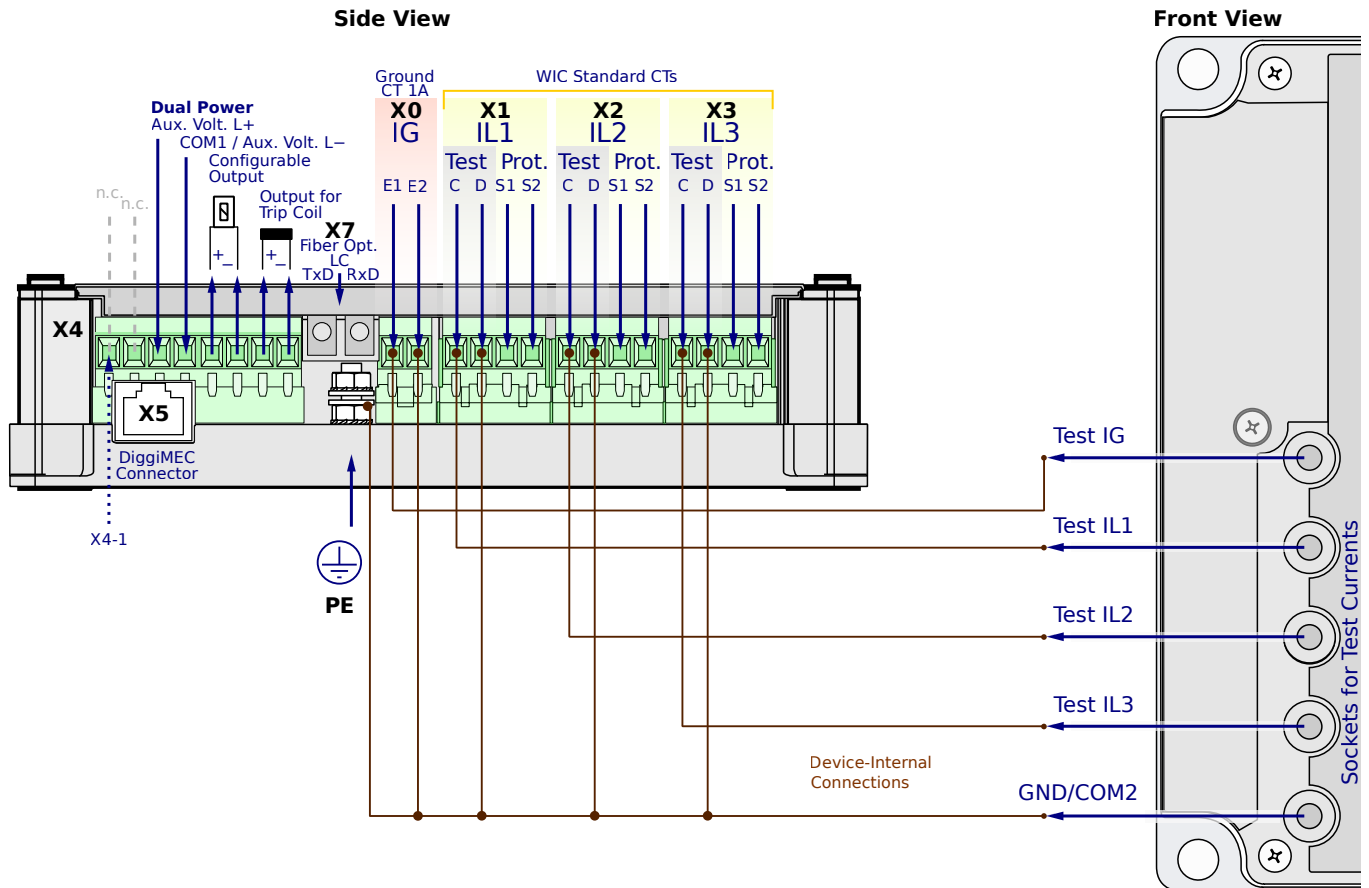 Side View
Front View
Ground
CT 1A
WIC Standard CTs
Dual Power
Aux. Volt. L+
COM1 / Aux. Volt. L−
Configurable
Output
X0
IG
X1
IL1
X2
IL2
X3
IL3
Test Prot.
Test Prot.
Test Prot.
E1 E2
C D S1 S2
C D S1 S2
C D S1 S2
n.c.
n.c.
Output for
Trip Coil
X7
Fiber Opt.
LC
TxD RxD
+ −
+ −
X4
X5
DiggiMEC
Connector
X4-1
PE
Test IG
Test IL1
Test IL2
Test IL3
GND/COM2
Device-Internal
Connections
Sockets for Test Currents